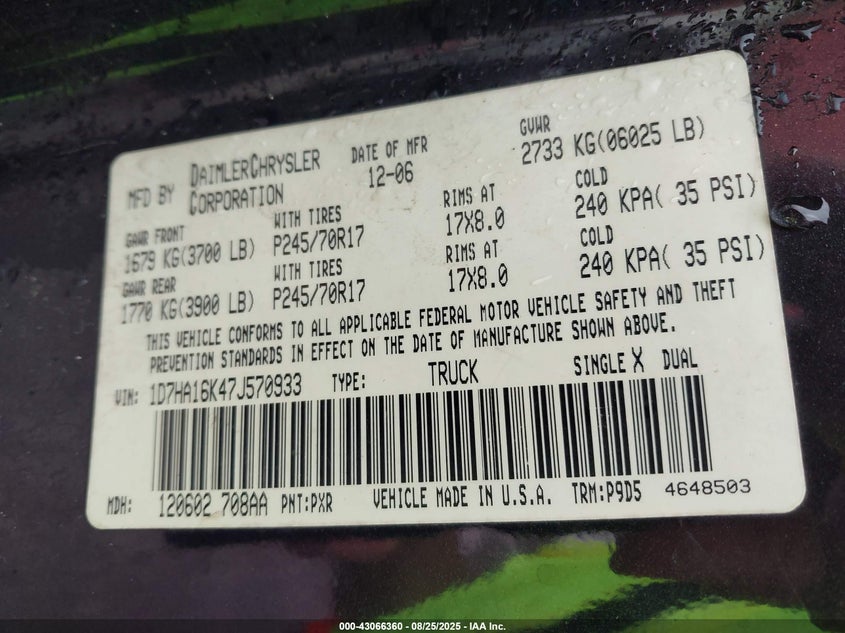 MFD BY DAIMLERCHRYSLER CORPORATION DATE OF MFR 12-06 GVWR 2733 KG(06025 LB)
GAWR FRONT WITH TIRES RIMS AT COLD
1679 KG(3700 LB) P245/70R17 17X8.0 240 KPA( 35 PSI)
GAWR REAR WITH TIRES RIMS AT COLD
1770 KG(3900 LB) P245/70R17 17X8.0 240 KPA( 35 PSI)
THIS VEHICLE CONFORMS TO ALL APPLICABLE FEDERAL MOTOR VEHICLE SAFETY AND THEFT
PREVENTION STANDARDS IN EFFECT ON THE DATE OF MANUFACTURE SHOWN ABOVE.
VIN: 1D7HA16K47J570933 TYPE: TRUCK SINGLE X DUAL
MDH: 120602 708AA PNT:PXR VEHICLE MADE IN U.S.A. TRM:P9D5 4648503
000-43066360 - 08/25/2025 - IAA Inc.